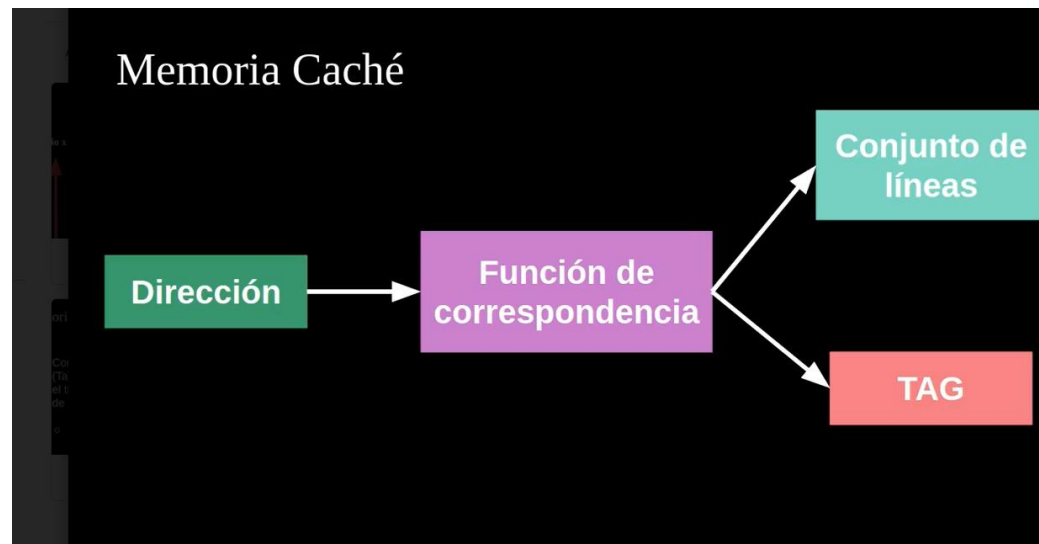 Memoria Caché
Conjunto de
líneas
Dirección
Función de
correspondencia
TAG